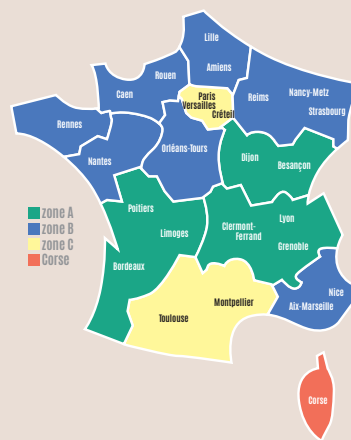 Lille
Amiens
Rouen
Caen
Paris
Versailles
Créteil
Reims
Nancy-Metz
Strasbourg
Rennes
Nantes
Orléans-Tours
Dijon
Besançon
Poitiers
Limoges
Clermont-
Ferrand
Lyon
Grenoble
Bordeaux
zone A
zone B
zone C
Corse
Montpellier
Toulouse
Nice
Aix-Marseille
Corse